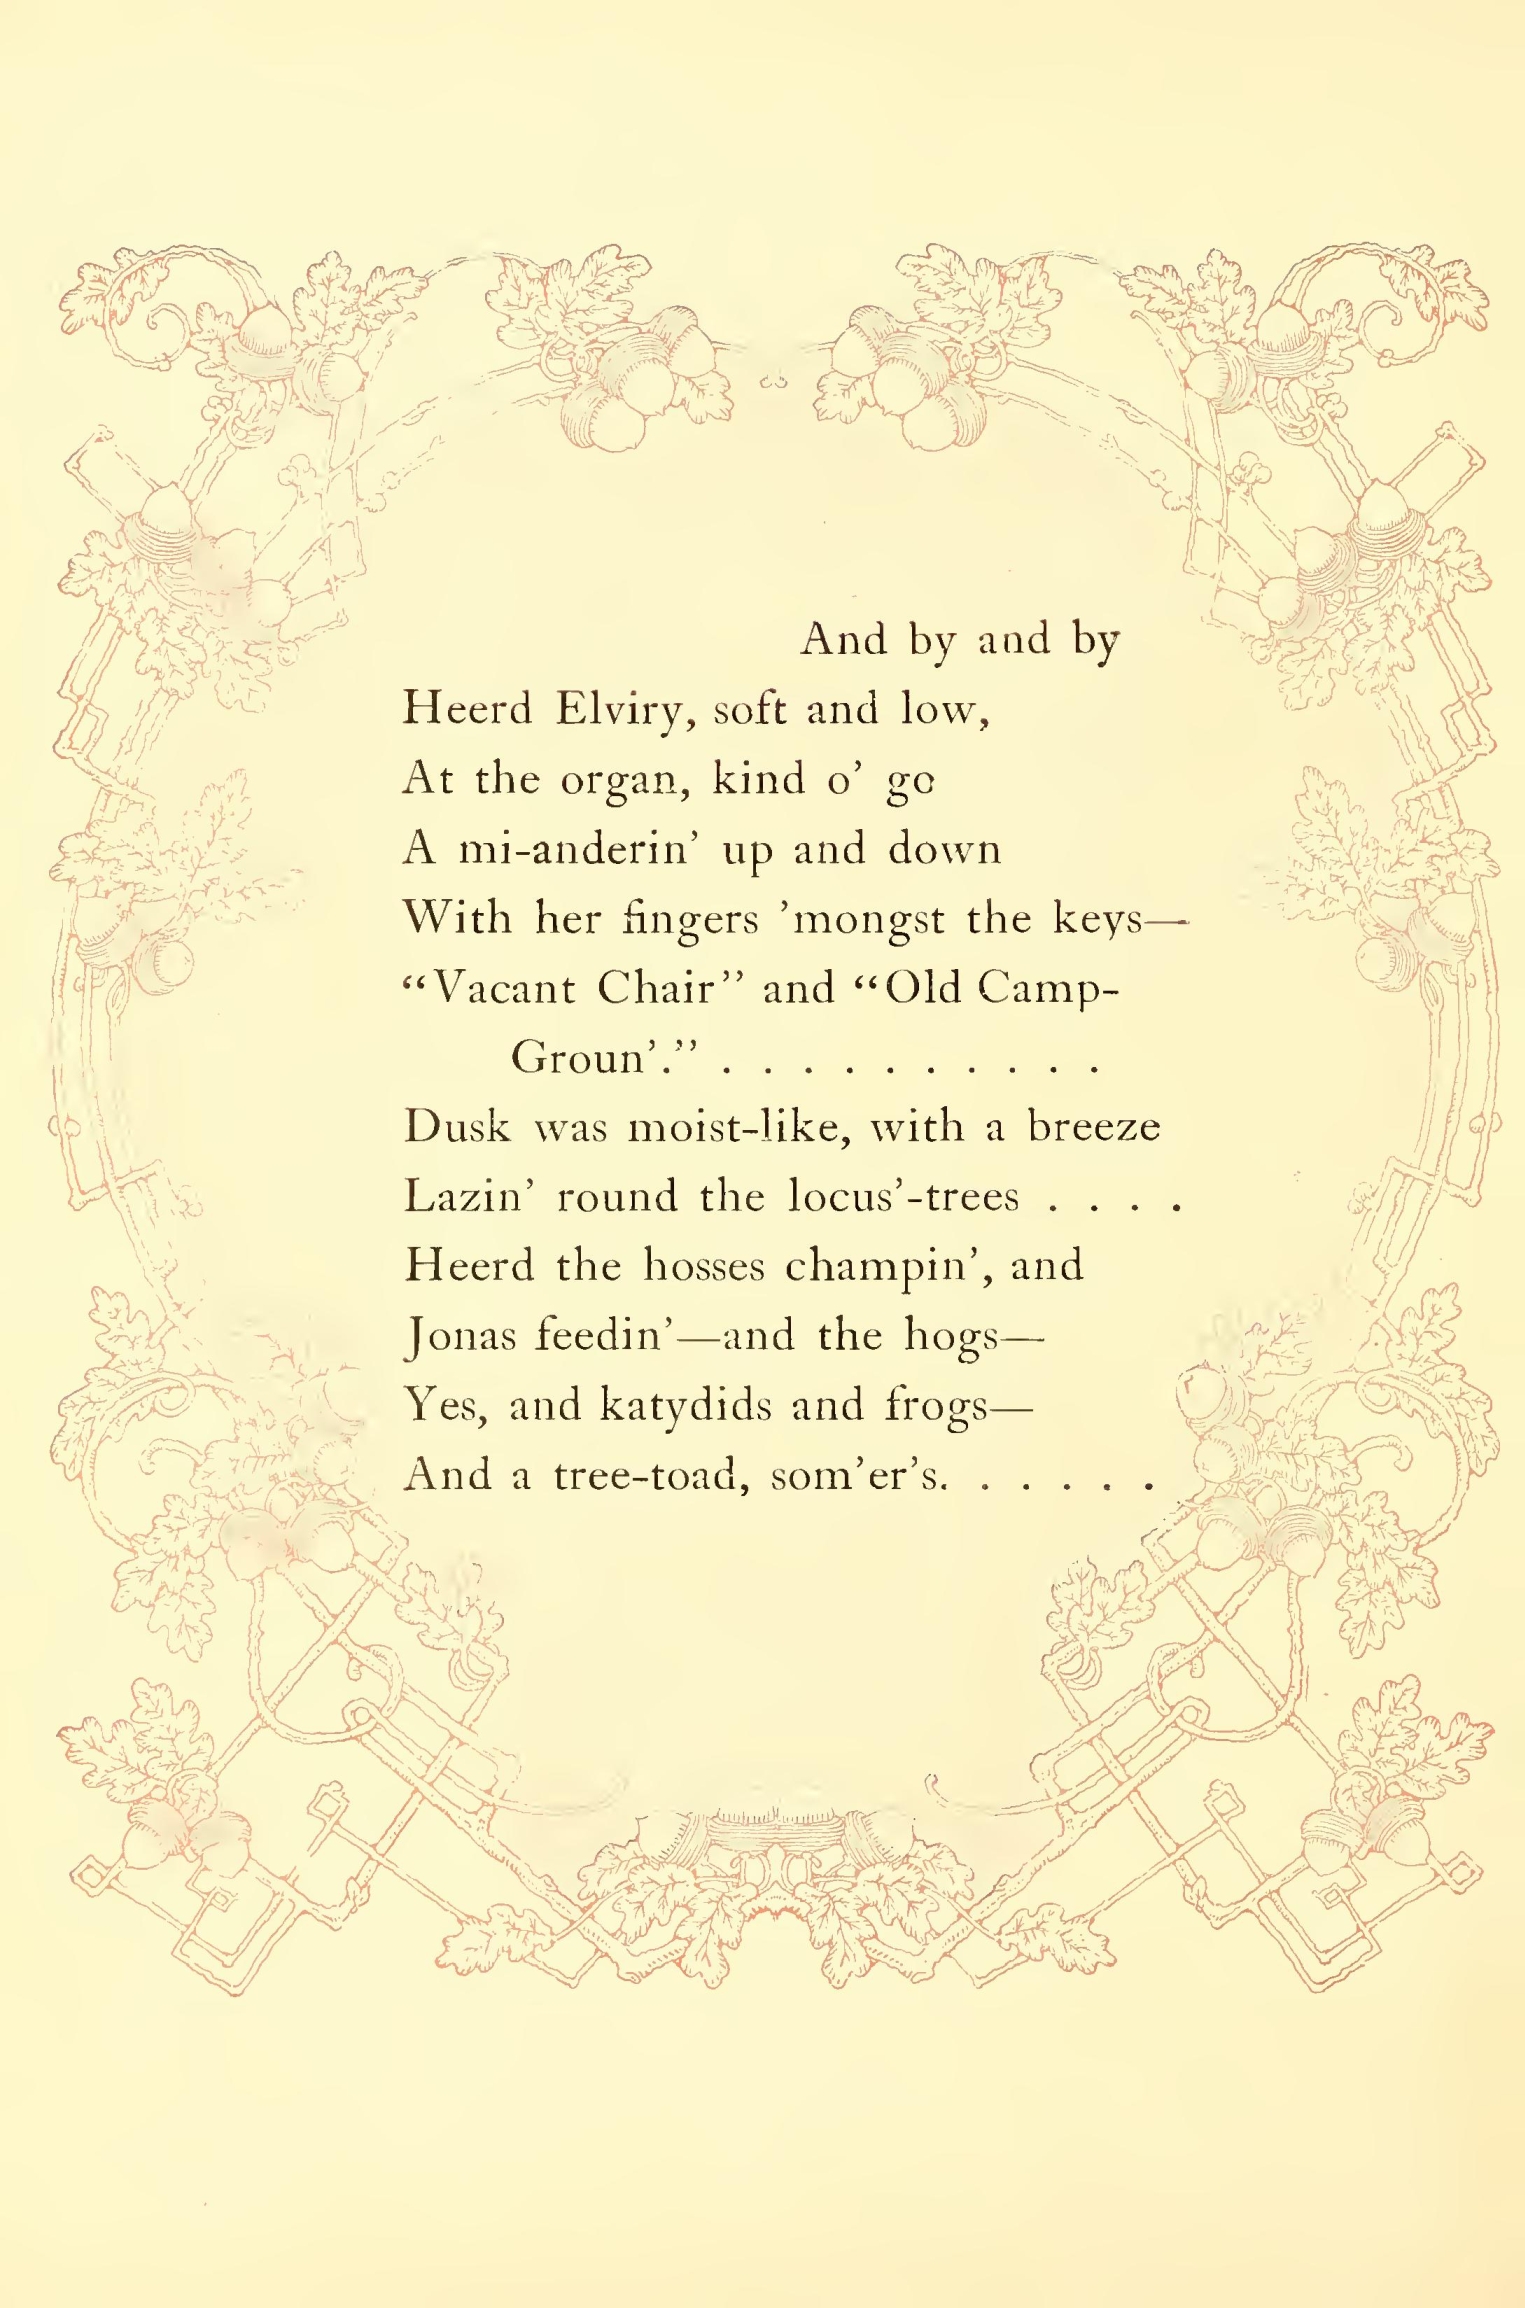 And by and by
Heerd Elviry, soft and low,
At the organ, kind o’ go
A mi-anderin’ up and down
With her fingers ’mongst the keys—
“Vacant Chair” and “Old Camp-
Groun’.” . . . . . . . . . .
Dusk was moist-like, with a breeze
Lazin’ round the locus’-trees . . . .
Heerd the hosses champin’, and
Jonas feedin’—and the hogs—
Yes, and katydids and frogs—
And a tree-toad, som’er’s. . . . . .